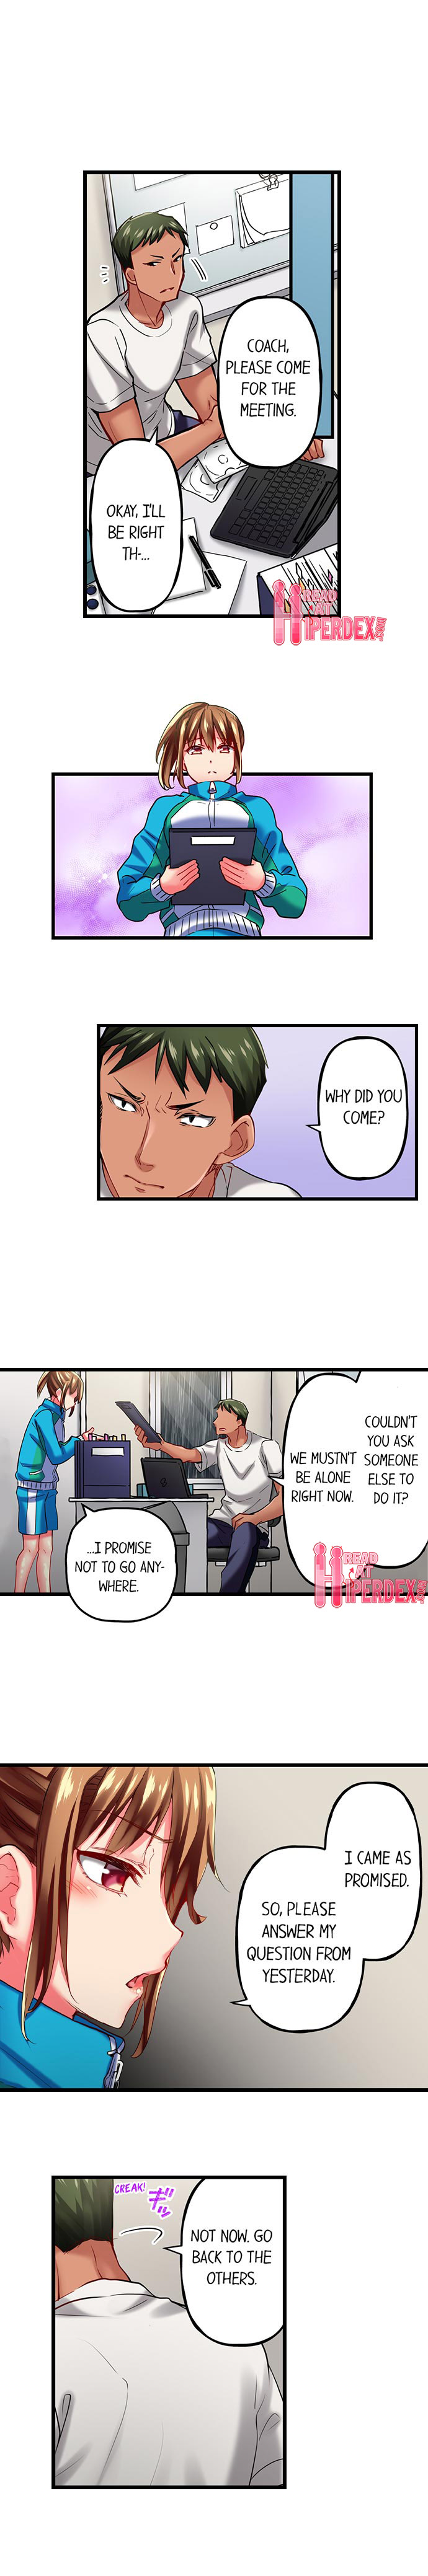 COACH,
PLEASE COME
FOR THE
MEETING.
OKAY, I'LL
BE RIGHT
TH-...
READ
AT
HIPERDEX
WHY DID YOU
COME?
COULDN'T
YOU ASK
SOMEONE
ELSE TO
DO IT?
WE MUSTN'T
BE ALONE
RIGHT NOW.
...I PROMISE
NOT TO GO ANY-
WHERE.
READ
AT
HIPERDEX
I CAME AS
PROMISED.
SO, PLEASE
ANSWER MY
QUESTION FROM
YESTERDAY.
CREAK!
ギッ
NOT NOW. GO
BACK TO THE
OTHERS.